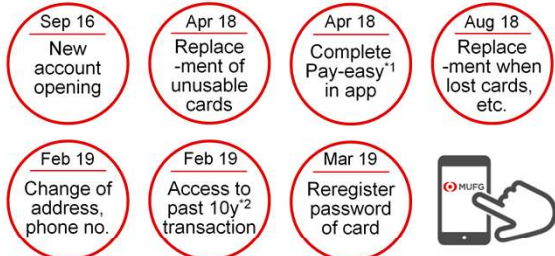 Sep 16
New
account
opening
Apr 18
Replace
-ment of
unusable
cards
Apr 18
Complete
Pay-easy*1
in app
Aug 18
Replace
-ment when
lost cards,
etc.
Feb 19
Change of
address,
phone no.
Feb 19
Access to
past 10y*2
transaction
Mar 19
Reregister
password
of card
MUFG